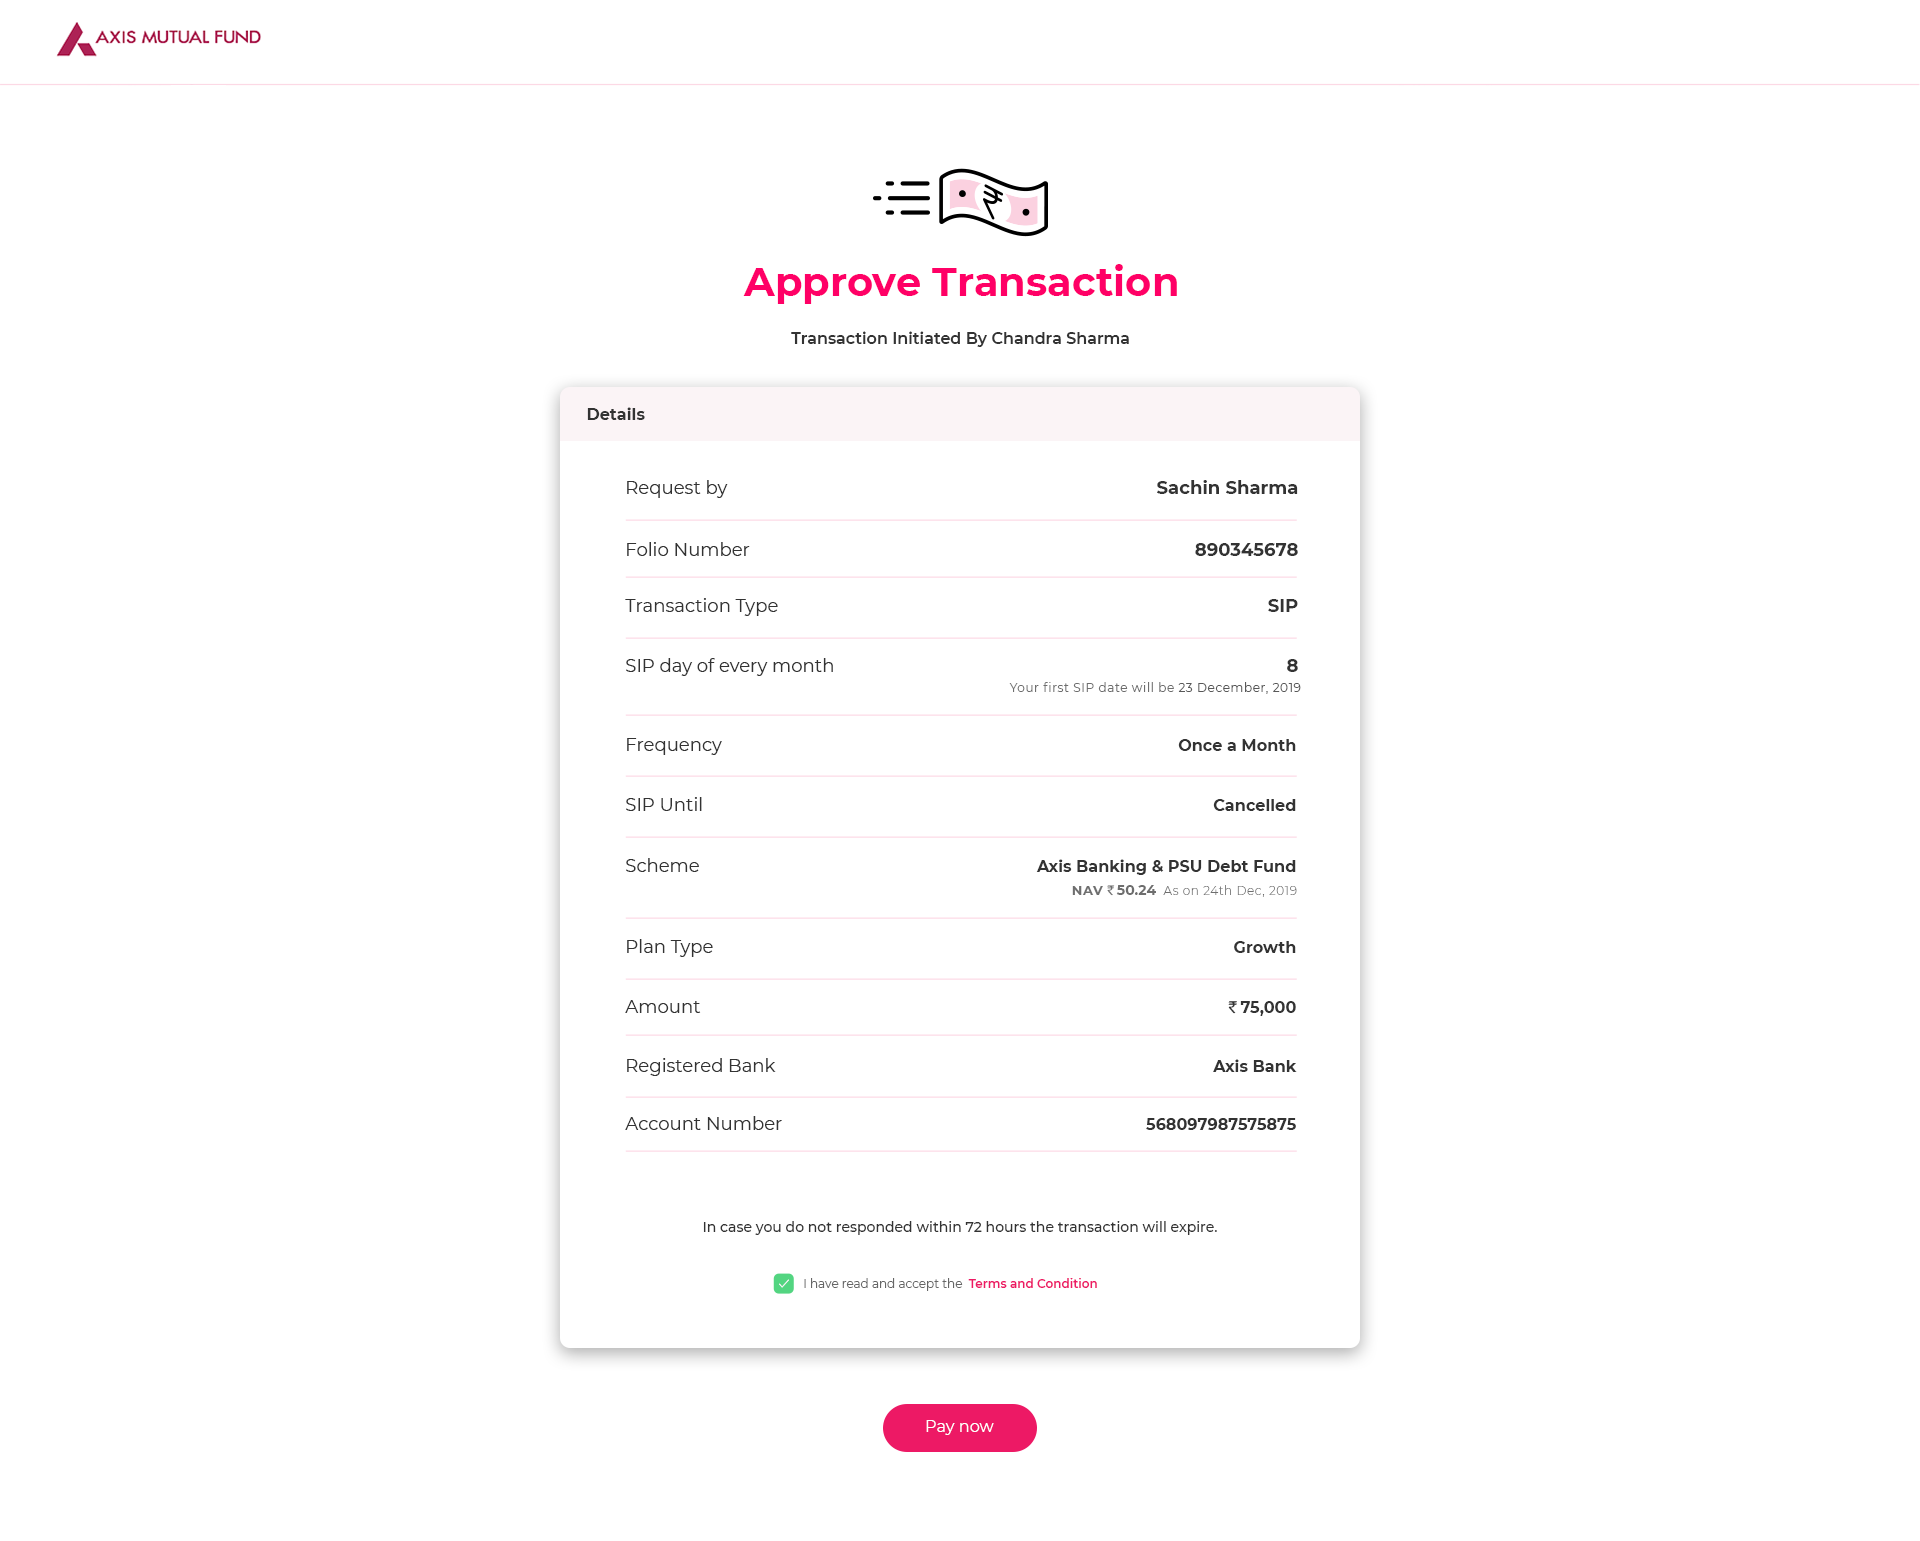 AXIS MUTUAL FUND
Approve Transaction
Transaction Initiated By Chandra Sharma
Details
Request by Sachin Sharma
Folio Number 890345678
Transaction Type SIP
SIP day of every month 8
Your first SIP date will be 23 December, 2019
Frequency Once a Month
SIP Until Cancelled
Scheme Axis Banking & PSU Debt Fund
NAV ₹ 50.24 As on 24th Dec, 2019
Plan Type Growth
Amount ₹ 75,000
Registered Bank Axis Bank
Account Number 568097987575875
In case you do not responded within 72 hours the transaction will expire.
I have read and accept the Terms and Condition
Pay now